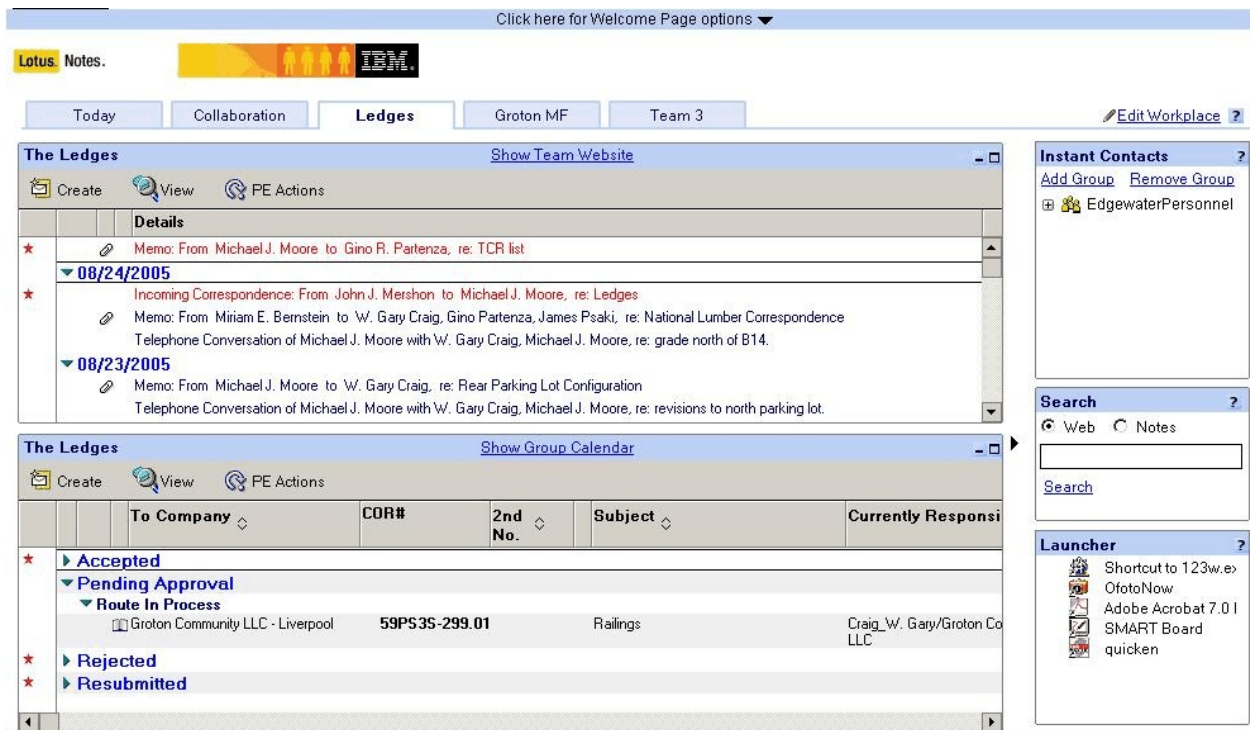 Click here for Welcome Page options
Lotus. Notes.
IBM.
Today Collaboration Ledges Groton MF Team 3 Edit Workplace ?
The Ledges Show Team Website
Create View PE Actions
Details
Memo: From Michael J. Moore to Gino R. Partenza, re: TCR list
08/24/2005
Incoming Correspondence: From John J. Mershon to Michael J. Moore, re: Ledges
Memo: From Miriam E. Bernstein to W. Gary Craig, Gino Partenza, James Psaki, re: National Lumber Correspondence
Telephone Conversation of Michael J. Moore with W. Gary Craig, Michael J. Moore, re: grade north of B14.
08/23/2005
Memo: From Michael J. Moore to W. Gary Craig, re: Rear Parking Lot Configuration
Telephone Conversation of Michael J. Moore with W. Gary Craig, Michael J. Moore, re: revisions to north parking lot.
The Ledges Show Group Calendar
Create View PE Actions
To Company COR# 2nd No. Subject Currently Responsi
Accepted
Pending Approval
Route In Process
Groton Community LLC - Liverpool 59PS3S-299.01 Railings Craig_W. Gary/Groton Co
LLC
Rejected
Resubmitted
Instant Contacts ?
Add Group Remove Group
EdgewaterPersonnel
Search ?
Web Notes
Search
Launcher ?
Shortcut to 123w.ex
OfotoNow
Adobe Acrobat 7.0 
SMART Board
quicken